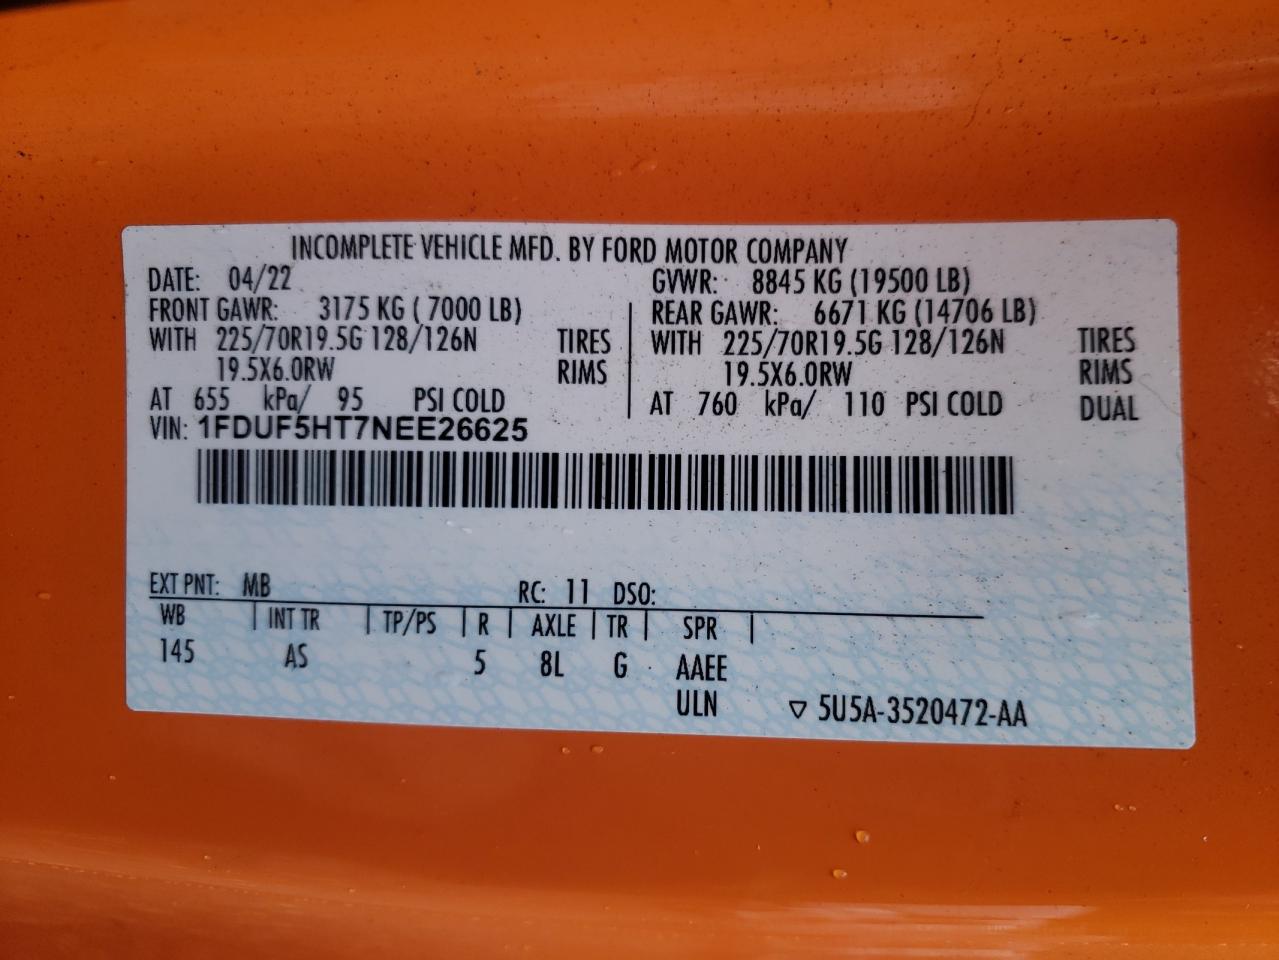 INCOMPLETE VEHICLE MFD. BY FORD MOTOR COMPANY
DATE: 04/22 GVWR: 8845 KG (19500 LB)
FRONT GAWR: 3175 KG ( 7000 LB) REAR GAWR: 6671 KG (14706 LB)
WITH 225/70R19.5G 128/126N TIRES WITH 225/70R19.5G 128/126N TIRES
19.5X6.0RW RIMS 19.5X6.0RW RIMS
AT 655 kPa/ 95 PSI COLD AT 760 kPa/ 110 PSI COLD DUAL
VIN: 1FDUF5HT7NEE26625
EXT PNT: MB RC: 11 DSO:
WB INT TR TP/PS R AXLE TR SPR
145 AS 5 8L G AAEE
ULN ▽ 5U5A-3520472-AA